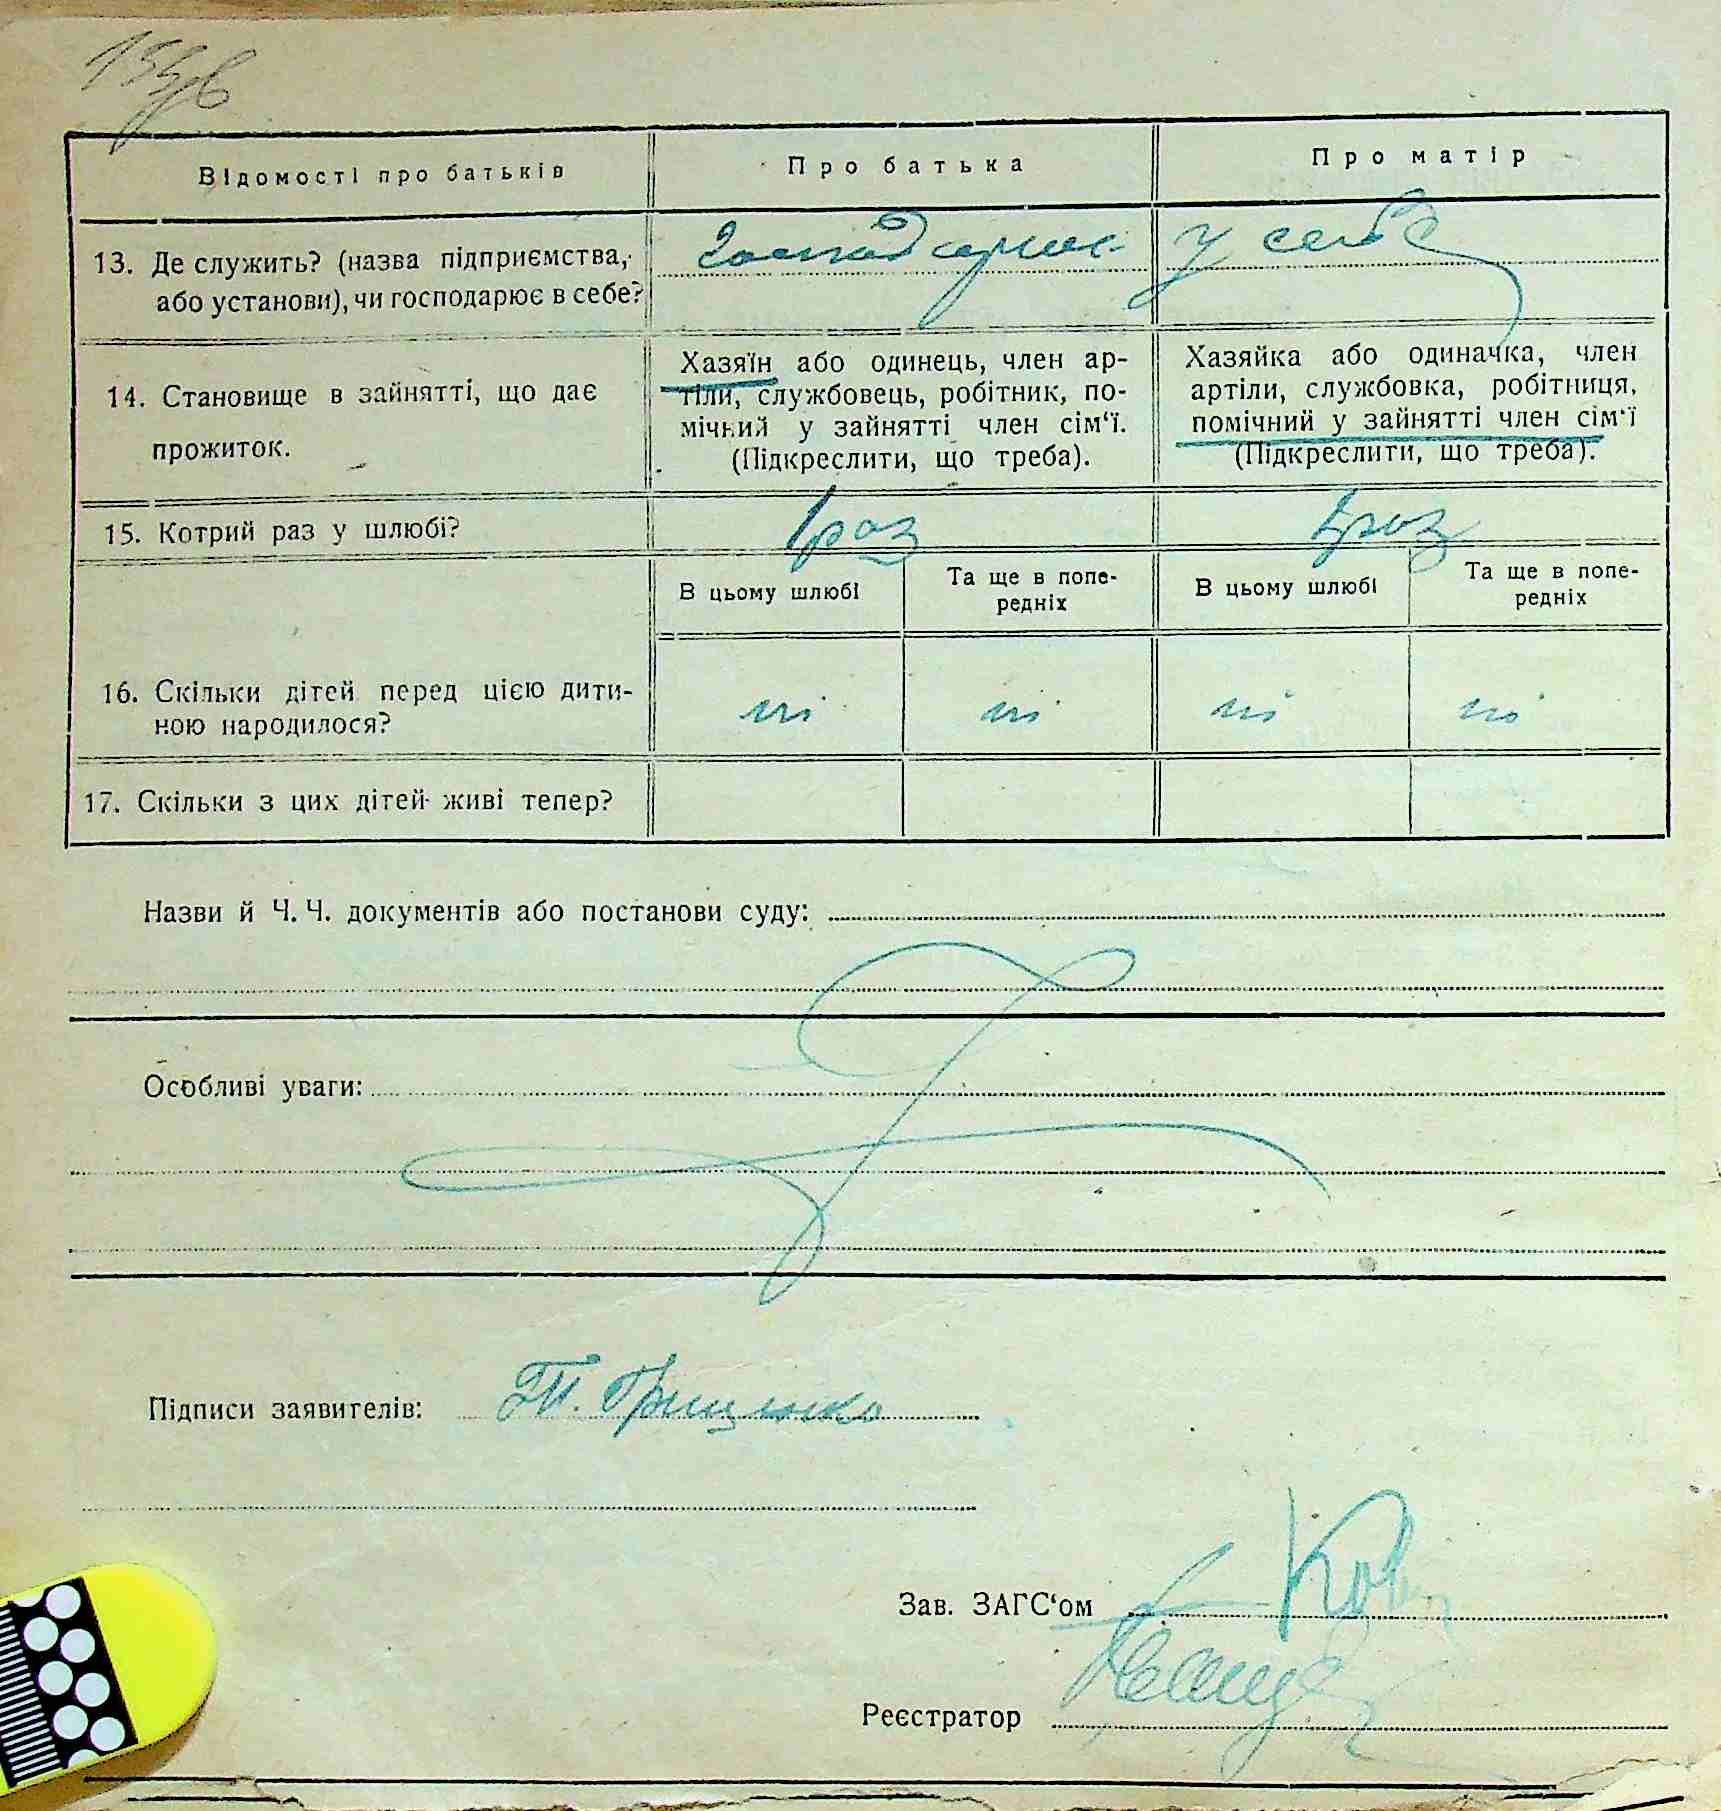 Відомості про батьків Про батька Про матір
13. Де служить? (назва підприємства, або установи), чи господарює в себе? господарює у себе
14. Становище в зайнятті, що дає прожиток.
Хазяїн або одинець, член ар-
тіли, службовець, робітник, по-
мічний у зайнятті член сім‘ї.
(Підкреслити, що треба).
Хазяйка або одиначка, член
артіли, службовка, робітниця,
помічний у зайнятті член сім‘ї
(Підкреслити, що треба).
15. Котрий раз у шлюбі? 1 раз 1 раз
В цьому шлюбі Та ще в попе-
редніх В цьому шлюбі Та ще в попе-
редніх
16. Скільки дітей перед цією дити-
ною народилося? ні ні ні ні
17. Скільки з цих дітей живі тепер?
Назви й Ч. Ч. документів або постанови суду:
Особливі уваги:
Підписи заявителів: Т. Грищенко
Зав. ЗАГС‘ом
Реєстратор